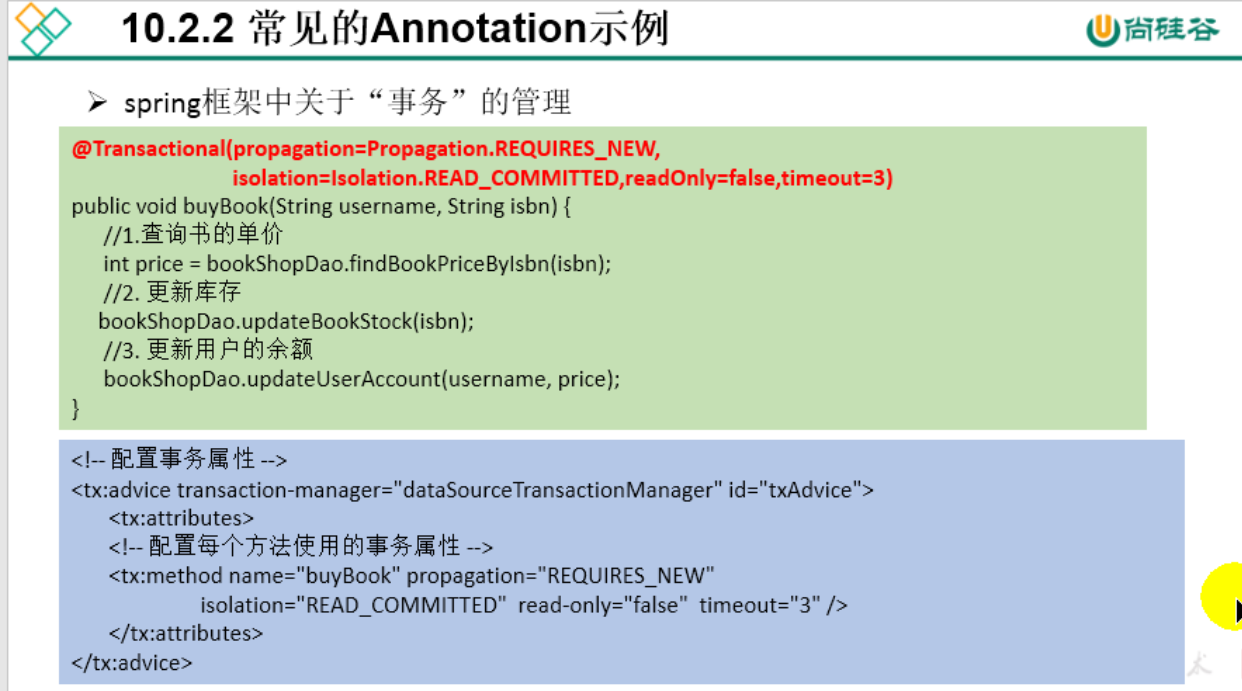 10.2.2 常见的Annotation示例
尚硅谷
➢ spring框架中关于“事务”的管理
@Transactional(propagation=Propagation.REQUIRES_NEW,
isolation=Isolation.READ_COMMITTED,readOnly=false,timeout=3)
public void buyBook(String username, String isbn) {
//1.查询书的单价
int price = bookShopDao.findBookPriceByIsbn(isbn);
//2. 更新库存
bookShopDao.updateBookStock(isbn);
//3. 更新用户的余额
bookShopDao.updateUserAccount(username, price);
}
<!-- 配置事务属性 -->
<tx:advice transaction-manager="dataSourceTransactionManager" id="txAdvice">
<tx:attributes>
<!-- 配置每个方法使用的事务属性 -->
<tx:method name="buyBook" propagation="REQUIRES_NEW"
isolation="READ_COMMITTED" read-only="false" timeout="3" />
</tx:attributes>
</tx:advice>